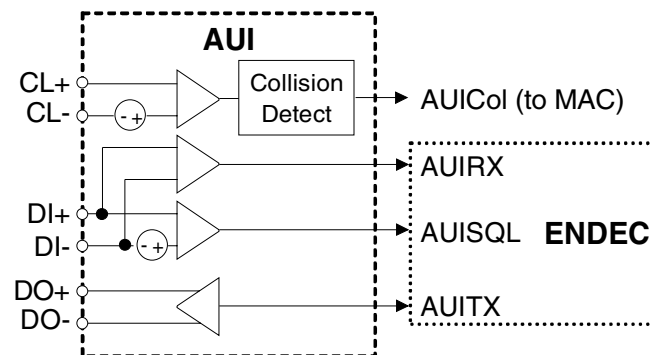 AUI
CL+
CL-
- +
Collision
Detect
AUICol (to MAC)
AUIRX
DI+
DI-
- +
AUISQL
ENDEC
DO+
DO-
AUITX